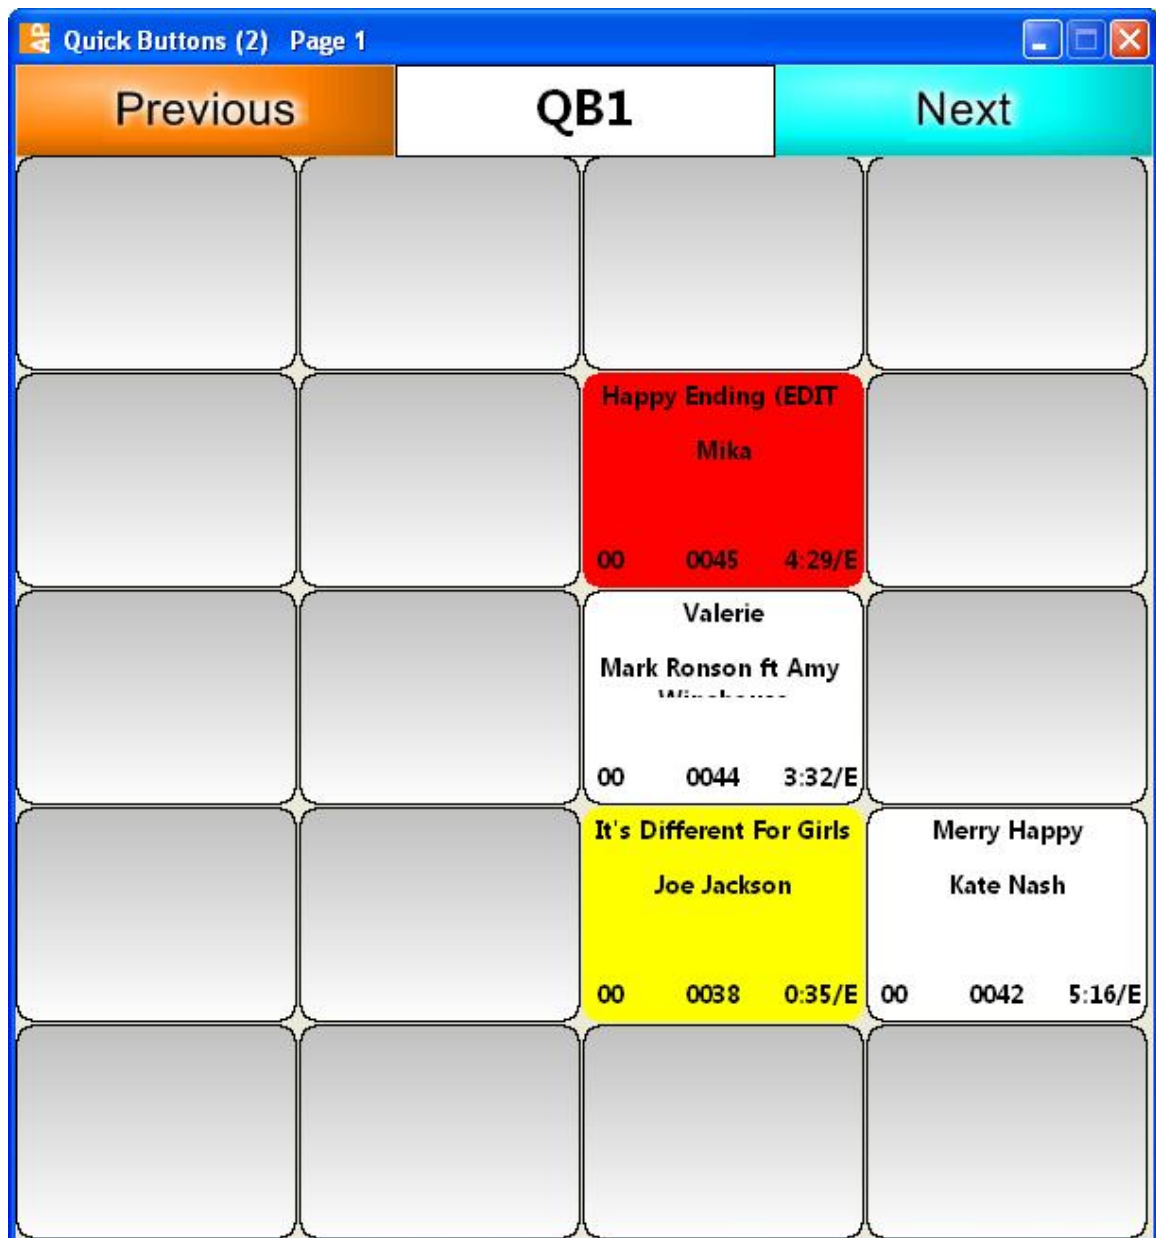 AP Quick Buttons (2) Page 1
Previous QB1 Next
Happy Ending (EDIT
Mika
00 0045 4:29/E
Valerie
Mark Ronson ft Amy
00 0044 3:32/E
It's Different For Girls
Joe Jackson
00 0038 0:35/E
Merry Happy
Kate Nash
00 0042 5:16/E